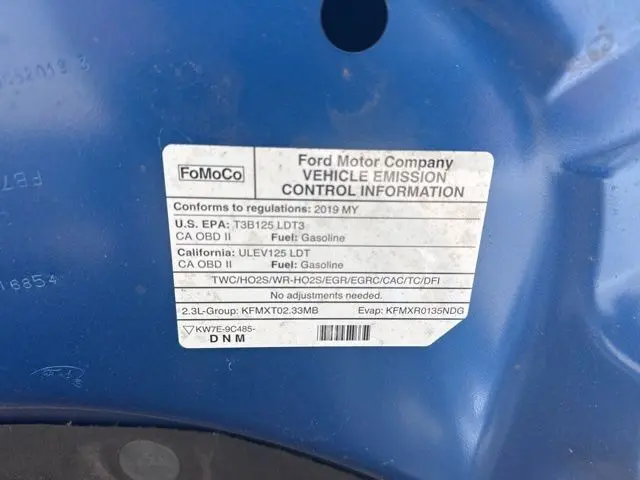 FoMoCo
Ford Motor Company
VEHICLE EMISSION
CONTROL INFORMATION
Conforms to regulations: 2019 MY
U.S. EPA: T3B125 LDT3
CA OBD II Fuel: Gasoline
California: ULEV125 LDT
CA OBD II Fuel: Gasoline
TWC/HO2S/WR-HO2S/EGR/EGRC/CAC/TC/DFI
No adjustments needed.
2.3L-Group: KFMXT02.33MB Evap: KFMXR0135NDG
KW7E-9C485-
DNM
16854